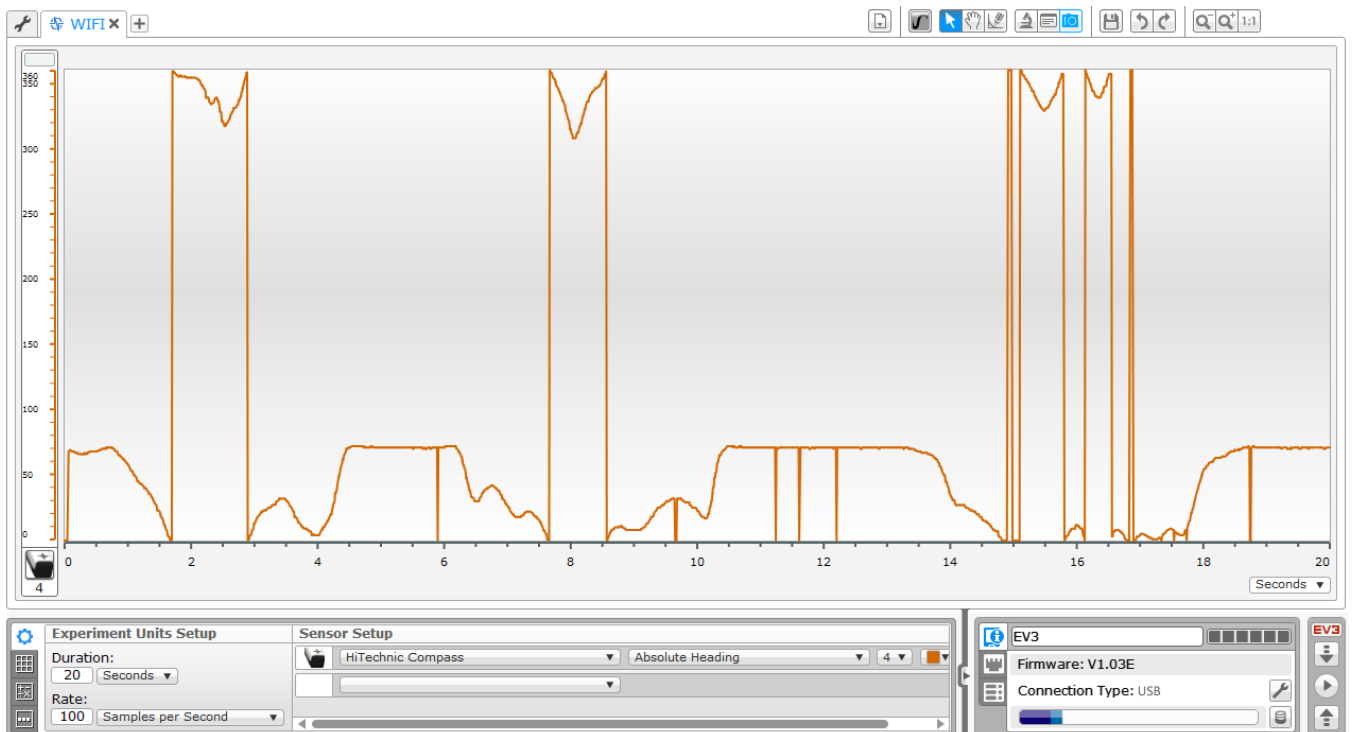 WIFI
1:1
360
350
300
250
200
150
100
50
0
0 2 4 6 8 10 12 14 16 18 20
4
Seconds
Experiment Units Setup
Duration:
20 Seconds
Rate:
100 Samples per Second
Sensor Setup
HiTechnic Compass Absolute Heading 4
EV3
Firmware: V1.03E
Connection Type: USB
EV3